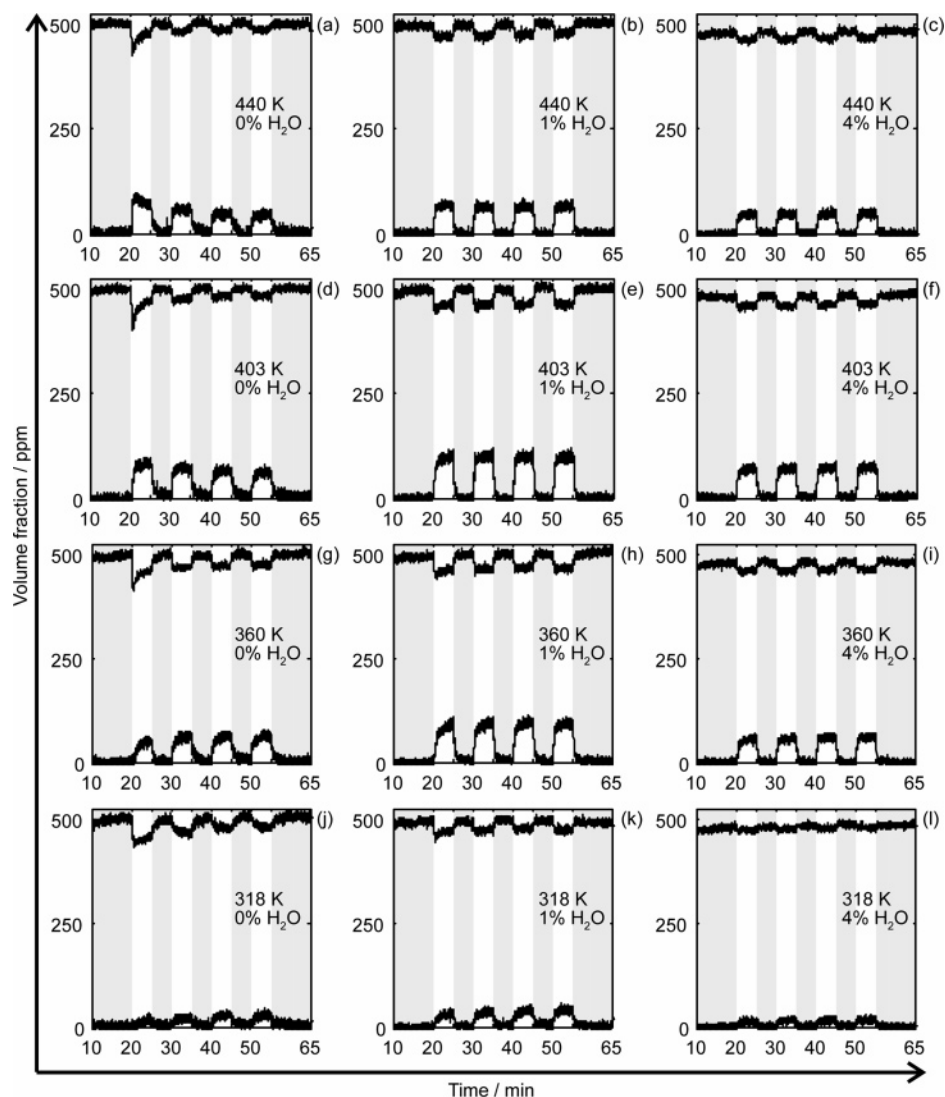 500 (a) 500 (b) 500 (c)
440 K 440 K 440 K
0% H₂O 1% H₂O 4% H₂O
250 250 250
0 0 0
10 20 30 40 50 65 10 20 30 40 50 65 10 20 30 40 50 65
500 (d) 500 (e) 500 (f)
403 K 403 K 403 K
0% H₂O 1% H₂O 4% H₂O
250 250 250
0 0 0
10 20 30 40 50 65 10 20 30 40 50 65 10 20 30 40 50 65
Volume fraction / ppm
500 (g) 500 (h) 500 (i)
360 K 360 K 360 K
0% H₂O 1% H₂O 4% H₂O
250 250 250
0 0 0
10 20 30 40 50 65 10 20 30 40 50 65 10 20 30 40 50 65
500 (j) 500 (k) 500 (l)
318 K 318 K 318 K
0% H₂O 1% H₂O 4% H₂O
250 250 250
0 0 0
10 20 30 40 50 65 10 20 30 40 50 65 10 20 30 40 50 65
Time / min